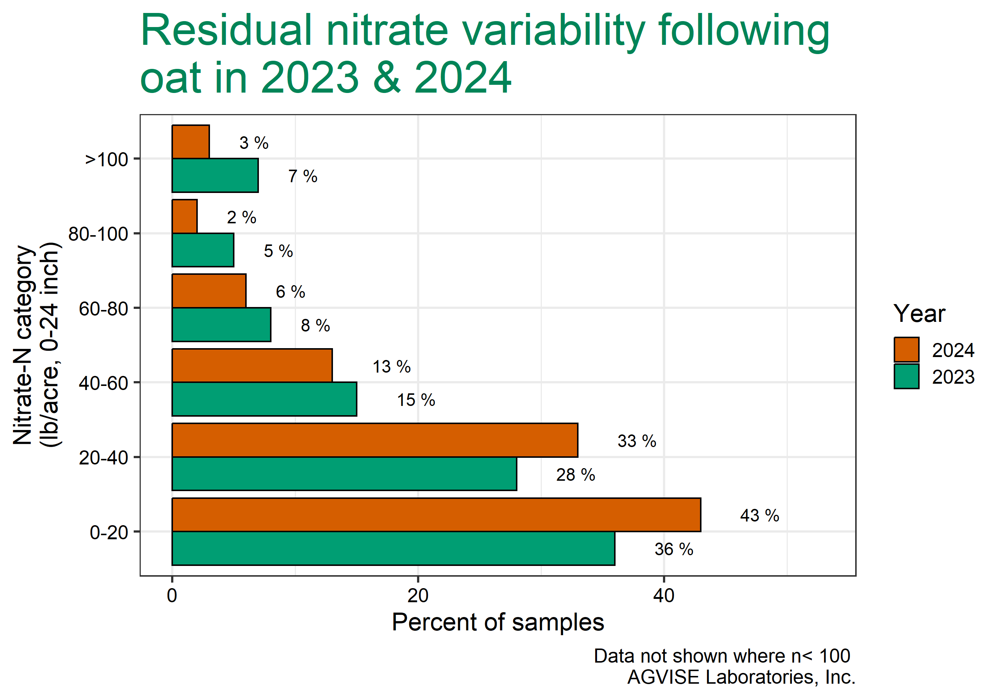 Residual nitrate variability following
oat in 2023 & 2024
Nitrate-N category
(lb/acre, 0-24 inch)
>100
3 %
7 %
80-100
2 %
5 %
60-80
6 %
8 %
40-60
13 %
15 %
20-40
33 %
28 %
0-20
43 %
36 %
0
20
40
Percent of samples
Year
2024
2023
Data not shown where n< 100
AGVISE Laboratories, Inc.